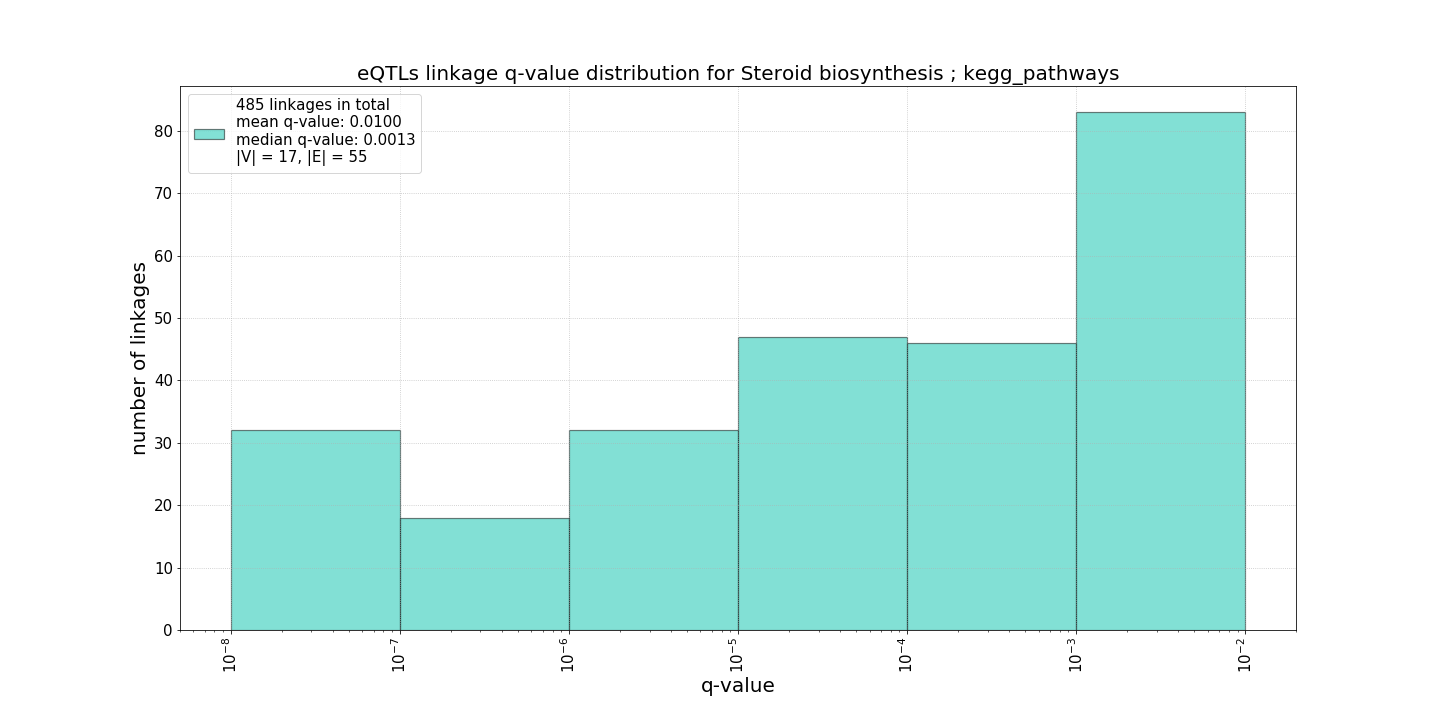 eQTLs linkage q-value distribution for Steroid biosynthesis ; kegg_pathways
485 linkages in total
mean q-value: 0.0100
median q-value: 0.0013
|V| = 17, |E| = 55
number of linkages
80
70
60
50
40
30
20
10
0
10⁻⁸
10⁻⁷
10⁻⁶
10⁻⁵
10⁻⁴
10⁻³
10⁻²
q-value